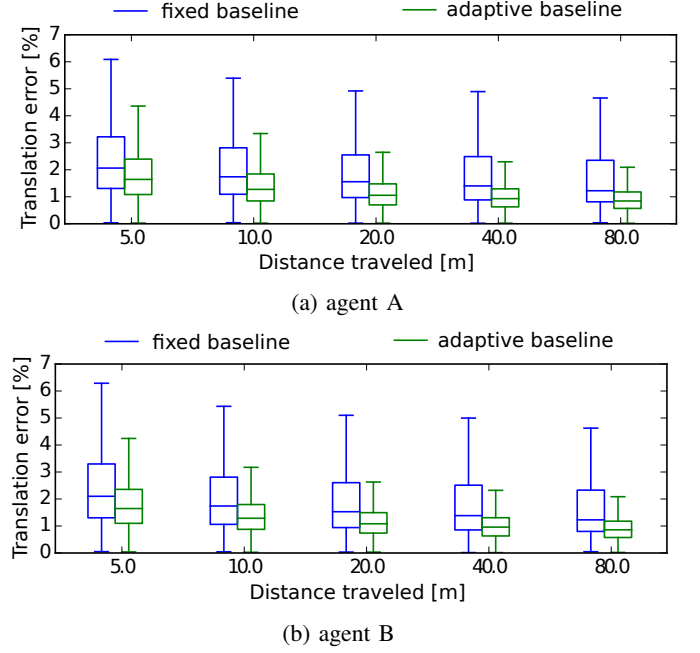 fixed baseline adaptive baseline
Translation error [%]
7
6
5
4
3
2
1
0
5.0 10.0 20.0 40.0 80.0
Distance traveled [m]
(a) agent A
fixed baseline adaptive baseline
Translation error [%]
7
6
5
4
3
2
1
0
5.0 10.0 20.0 40.0 80.0
Distance traveled [m]
(b) agent B